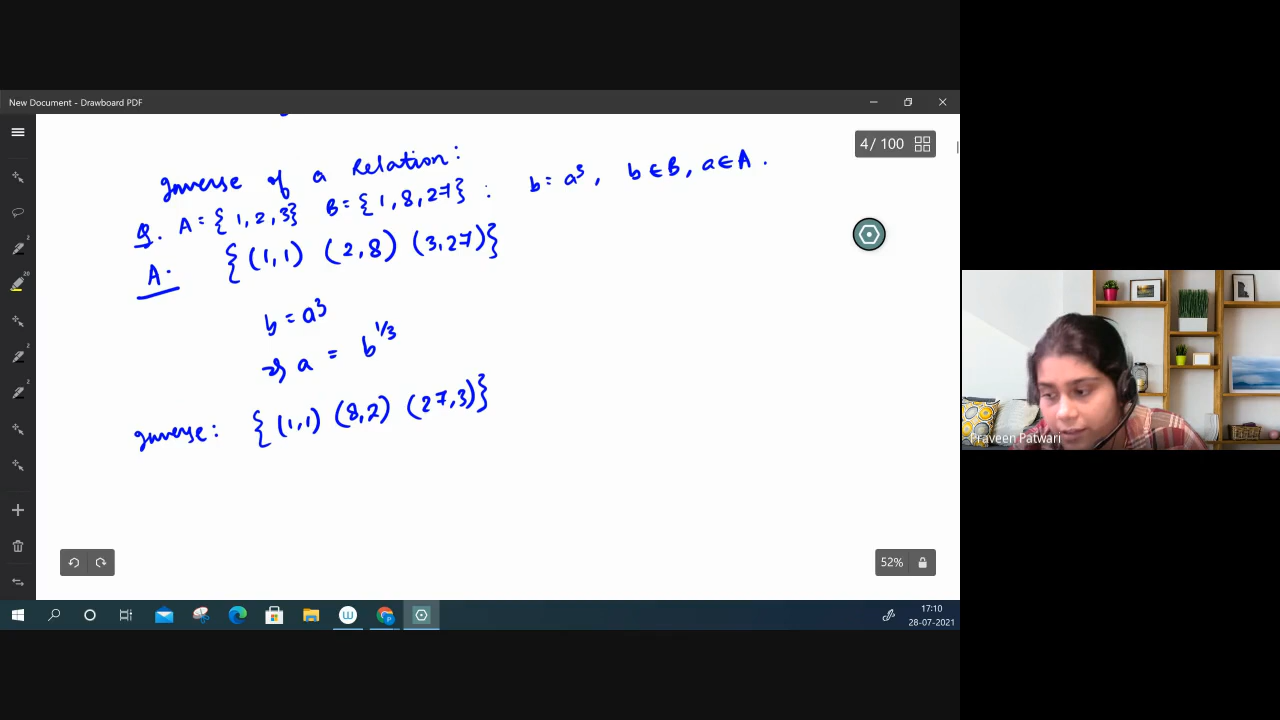 New Document - Drawboard PDF
4 / 100
Inverse of a Relation:
Q. A = {1, 2, 3} B = {1, 8, 27} : b = a³, b ∈ B, a ∈ A.
A. {(1,1) (2,8) (3,27)}
b = a³
⇒ a = b^1/3
Inverse: {(1,1) (8,2) (27,3)}
Praveen Patwari
52%
17:10
28-07-2021